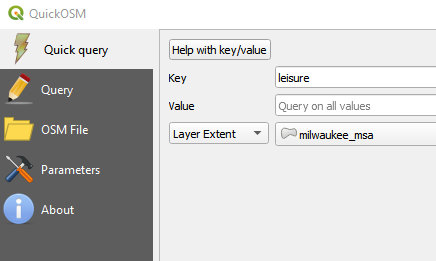 QuickOSM
Quick query
Help with key/value
Key
leisure
Query
Value
Query on all values
OSM File
Layer Extent
milwaukee_msa
Parameters
About